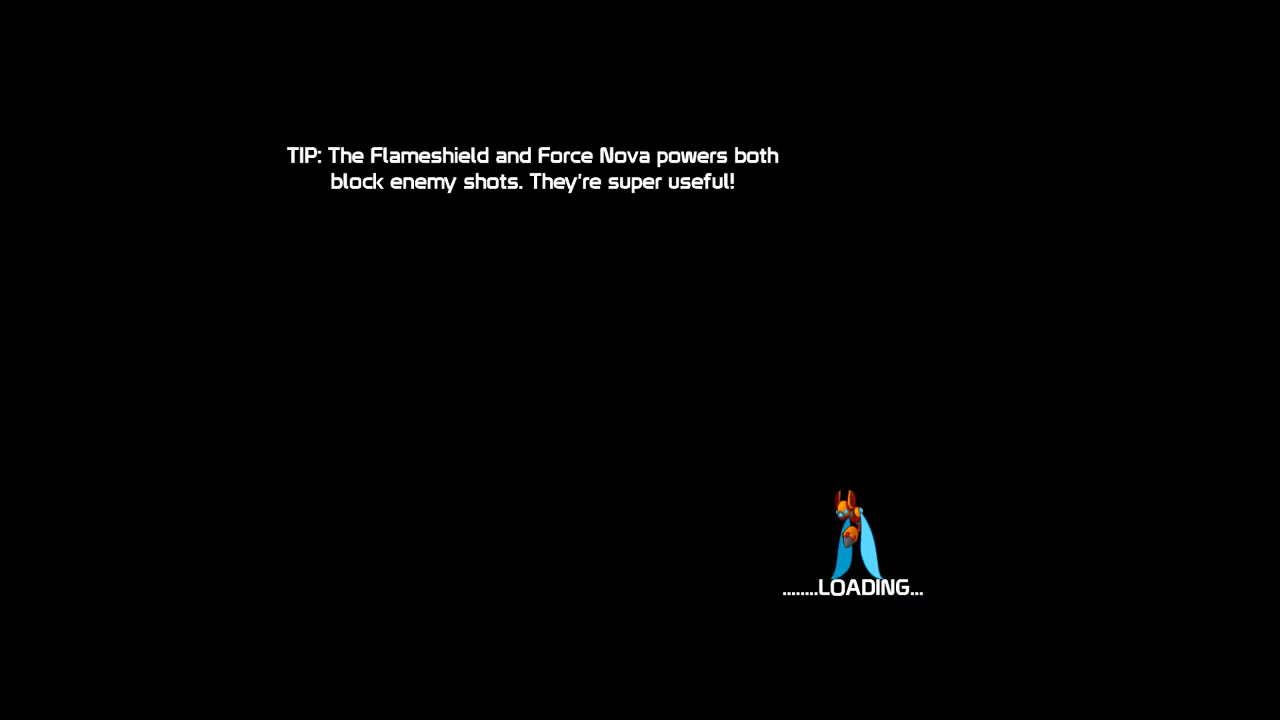 TIP: The Flameshield and Force Nova powers both
block enemy shots. They're super useful!
........LOADING...